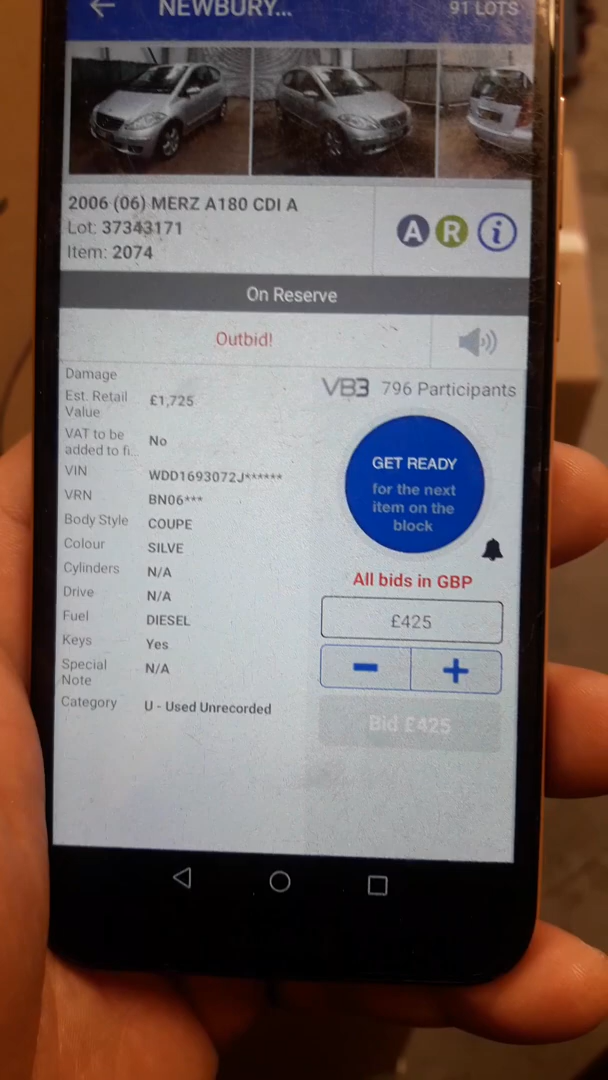 NEWBURY...
91 LOTS
2006 (06) MERZ A180 CDI A
Lot: 37343171
Item: 2074
A R i
On Reserve
Outbid!
Damage
Est. Retail Value £1,725
VAT to be added to fi... No
VIN WDD1693072J******
VRN BN06***
Body Style COUPE
Colour SILVE
Cylinders N/A
Drive N/A
Fuel DIESEL
Keys Yes
Special Note N/A
Category U - Used Unrecorded
VB3 796 Participants
GET READY
for the next
item on the
block
All bids in GBP
£425
Bid £425